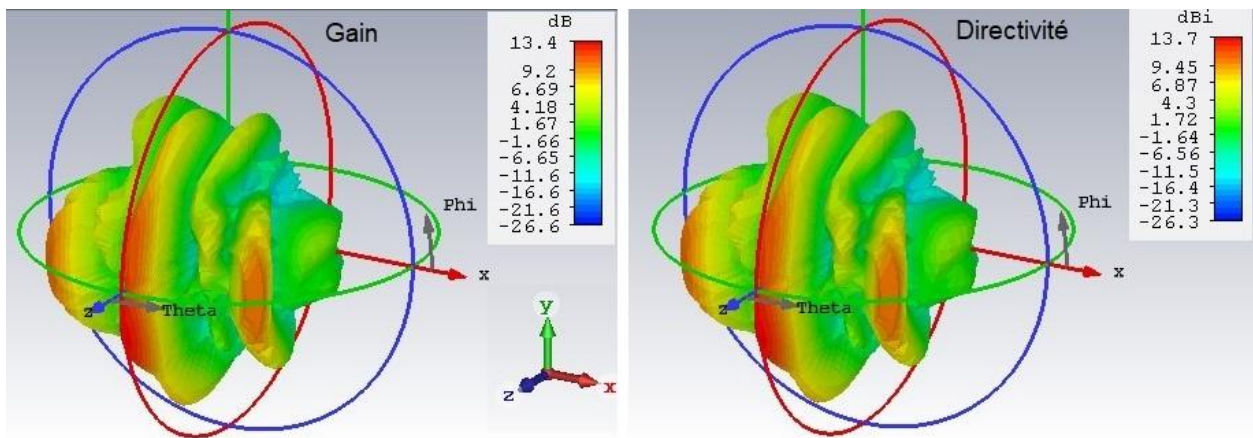 Gain
dB
13.4
9.2
6.69
4.18
1.67
-1.66
-6.65
-11.6
-16.6
-21.6
-26.6
Phi
x
z
Theta
y
z
x
Directivité
dBi
13.7
9.45
6.87
4.3
1.72
-1.64
-6.56
-11.5
-16.4
-21.3
-26.3
Phi
x
z
Theta